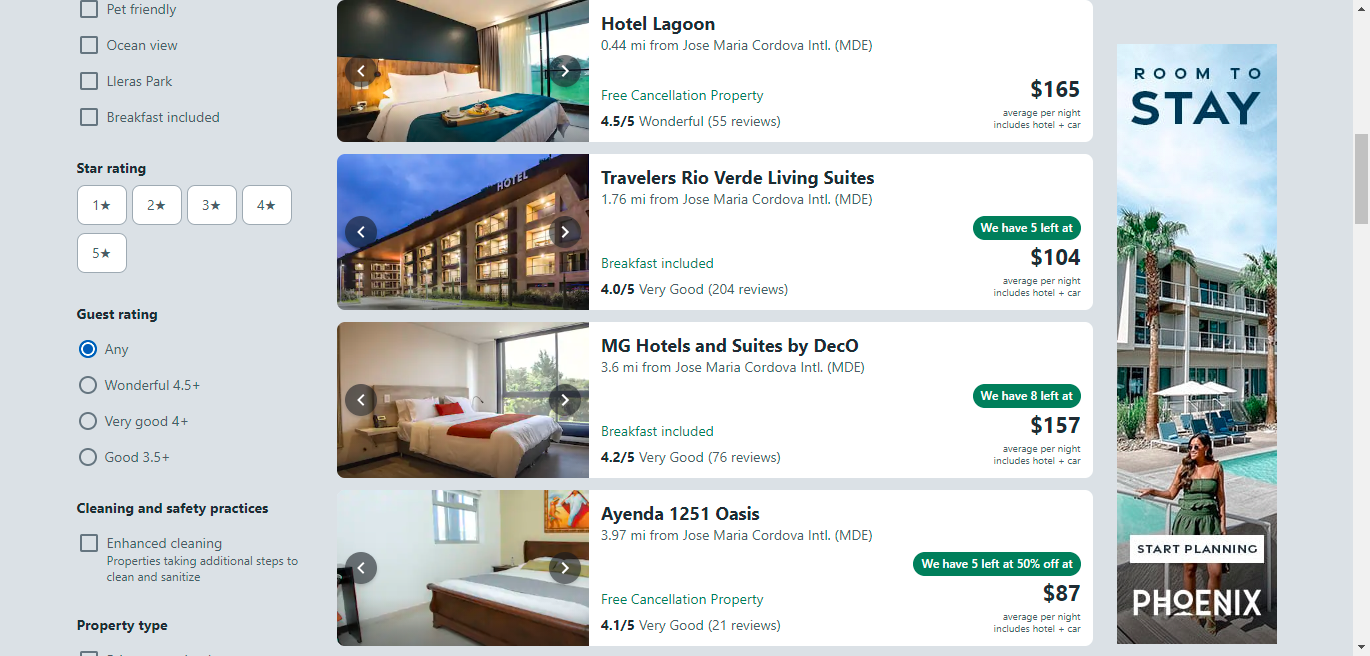 Pet friendly
Ocean view
Lleras Park
Breakfast included
Star rating
1★ 2★ 3★ 4★
5★
Guest rating
Any
Wonderful 4.5+
Very good 4+
Good 3.5+
Cleaning and safety practices
Enhanced cleaning
Properties taking additional steps to
clean and sanitize
Property type
Hotel Lagoon
0.44 mi from Jose Maria Cordova Intl. (MDE)
Free Cancellation Property
4.5/5 Wonderful (55 reviews)
$165
average per night
includes hotel + car
HOTEL
Travelers Rio Verde Living Suites
1.76 mi from Jose Maria Cordova Intl. (MDE)
We have 5 left at
Breakfast included
4.0/5 Very Good (204 reviews)
$104
average per night
includes hotel + car
MG Hotels and Suites by DecO
3.6 mi from Jose Maria Cordova Intl. (MDE)
We have 8 left at
Breakfast included
4.2/5 Very Good (76 reviews)
$157
average per night
includes hotel + car
Ayenda 1251 Oasis
3.97 mi from Jose Maria Cordova Intl. (MDE)
We have 5 left at 50% off at
Free Cancellation Property
4.1/5 Very Good (21 reviews)
$87
average per night
includes hotel + car
ROOM TO
STAY
START PLANNING
PHOENIX